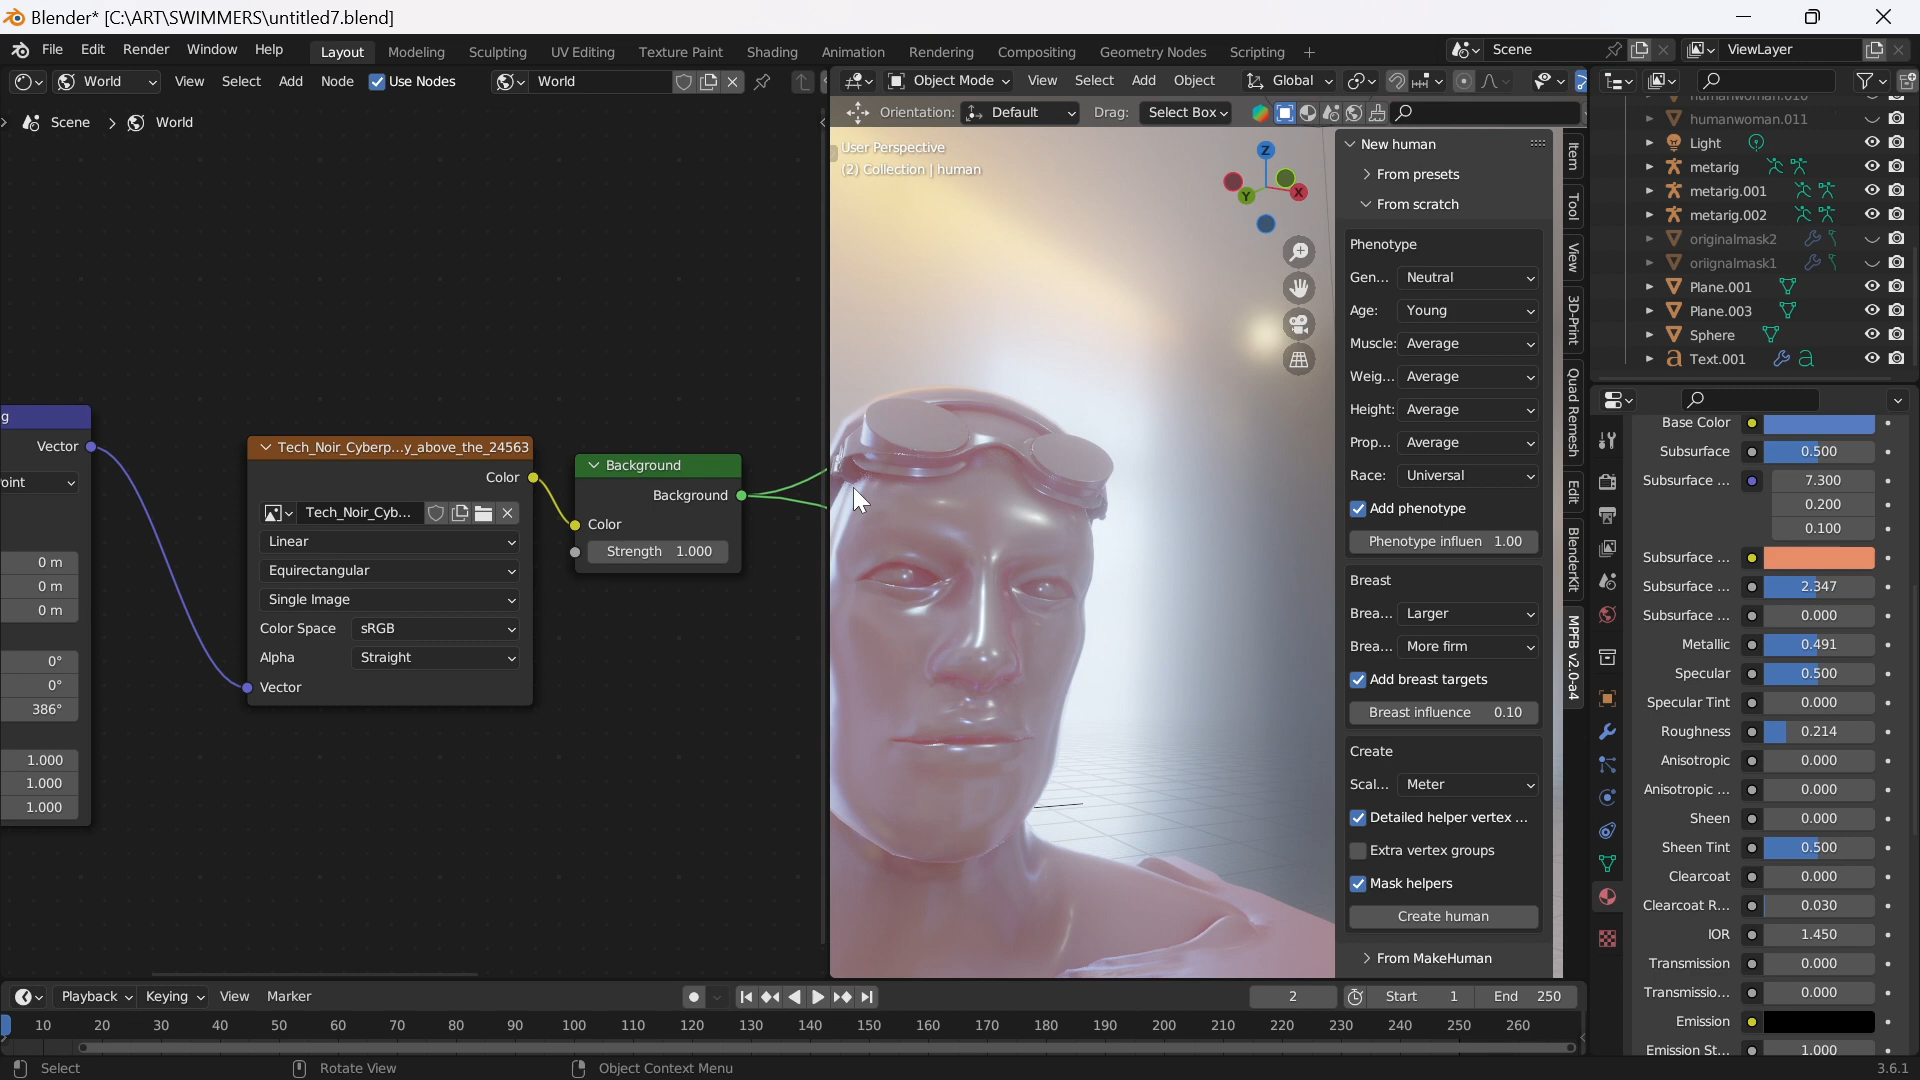 Blender* [C:\ART\SWIMMERS\untitled7.blend]
File Edit Render Window Help
Layout Modeling Sculpting UV Editing Texture Paint Shading Animation Rendering Compositing Geometry Nodes Scripting +
Scene
ViewLayer
World
View Select Add Node Use Nodes
World
Object Mode
View Select Add Object
Global
Scene > World
Orientation: Default Drag: Select Box
User Perspective
(2) Collection | human
Z
X
Y
g
Vector
oint
0 m
0 m
0 m
0°
0°
386°
1.000
1.000
1.000
Tech_Noir_Cyberp...y_above_the_24563
Color
Tech_Noir_Cyb...
Linear
Equirectangular
Single Image
Color Space sRGB
Alpha Straight
Vector
Background
Background
Color
Strength 1.000
New human
From presets
From scratch
Phenotype
Gen... Neutral
Age: Young
Muscle: Average
Weig... Average
Height: Average
Prop... Average
Race: Universal
Add phenotype
Phenotype influen 1.00
Breast
Brea... Larger
Brea... More firm
Add breast targets
Breast influence 0.10
Create
Scal... Meter
Detailed helper vertex ...
Extra vertex groups
Mask helpers
Create human
From MakeHuman
Item
Tool
View
3D-Print
Quad Remesh
Edit
BlenderKit
MPFB v2.0-a4
humanwoman.010
humanwoman.011
Light
metarig
metarig.001
metarig.002
originalmask2
oriignalmask1
Plane.001
Plane.003
Sphere
Text.001
Base Color
Subsurface 0.500
Subsurface ... 7.300
0.200
0.100
Subsurface ...
Subsurface ... 2.347
Subsurface ... 0.000
Metallic 0.491
Specular 0.500
Specular Tint 0.000
Roughness 0.214
Anisotropic 0.000
Anisotropic ... 0.000
Sheen 0.000
Sheen Tint 0.500
Clearcoat 0.000
Clearcoat R... 0.030
IOR 1.450
Transmission 0.000
Transmissio... 0.000
Emission
Emission St... 1.000
Playback Keying View Marker
2
Start 1 End 250
10 20 30 40 50 60 70 80 90 100 110 120 130 140 150 160 170 180 190 200 210 220 230 240 250 260
Select Rotate View Object Context Menu
3.6.1